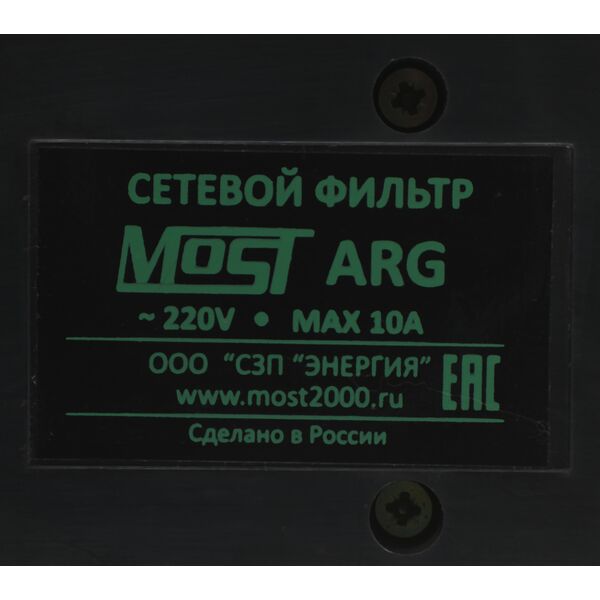 СЕТЕВОЙ ФИЛЬТР
MOST ARG
~ 220V • MAX 10A
ООО "СЗП "ЭНЕРГИЯ"
www.most2000.ru
EAC
Сделано в России